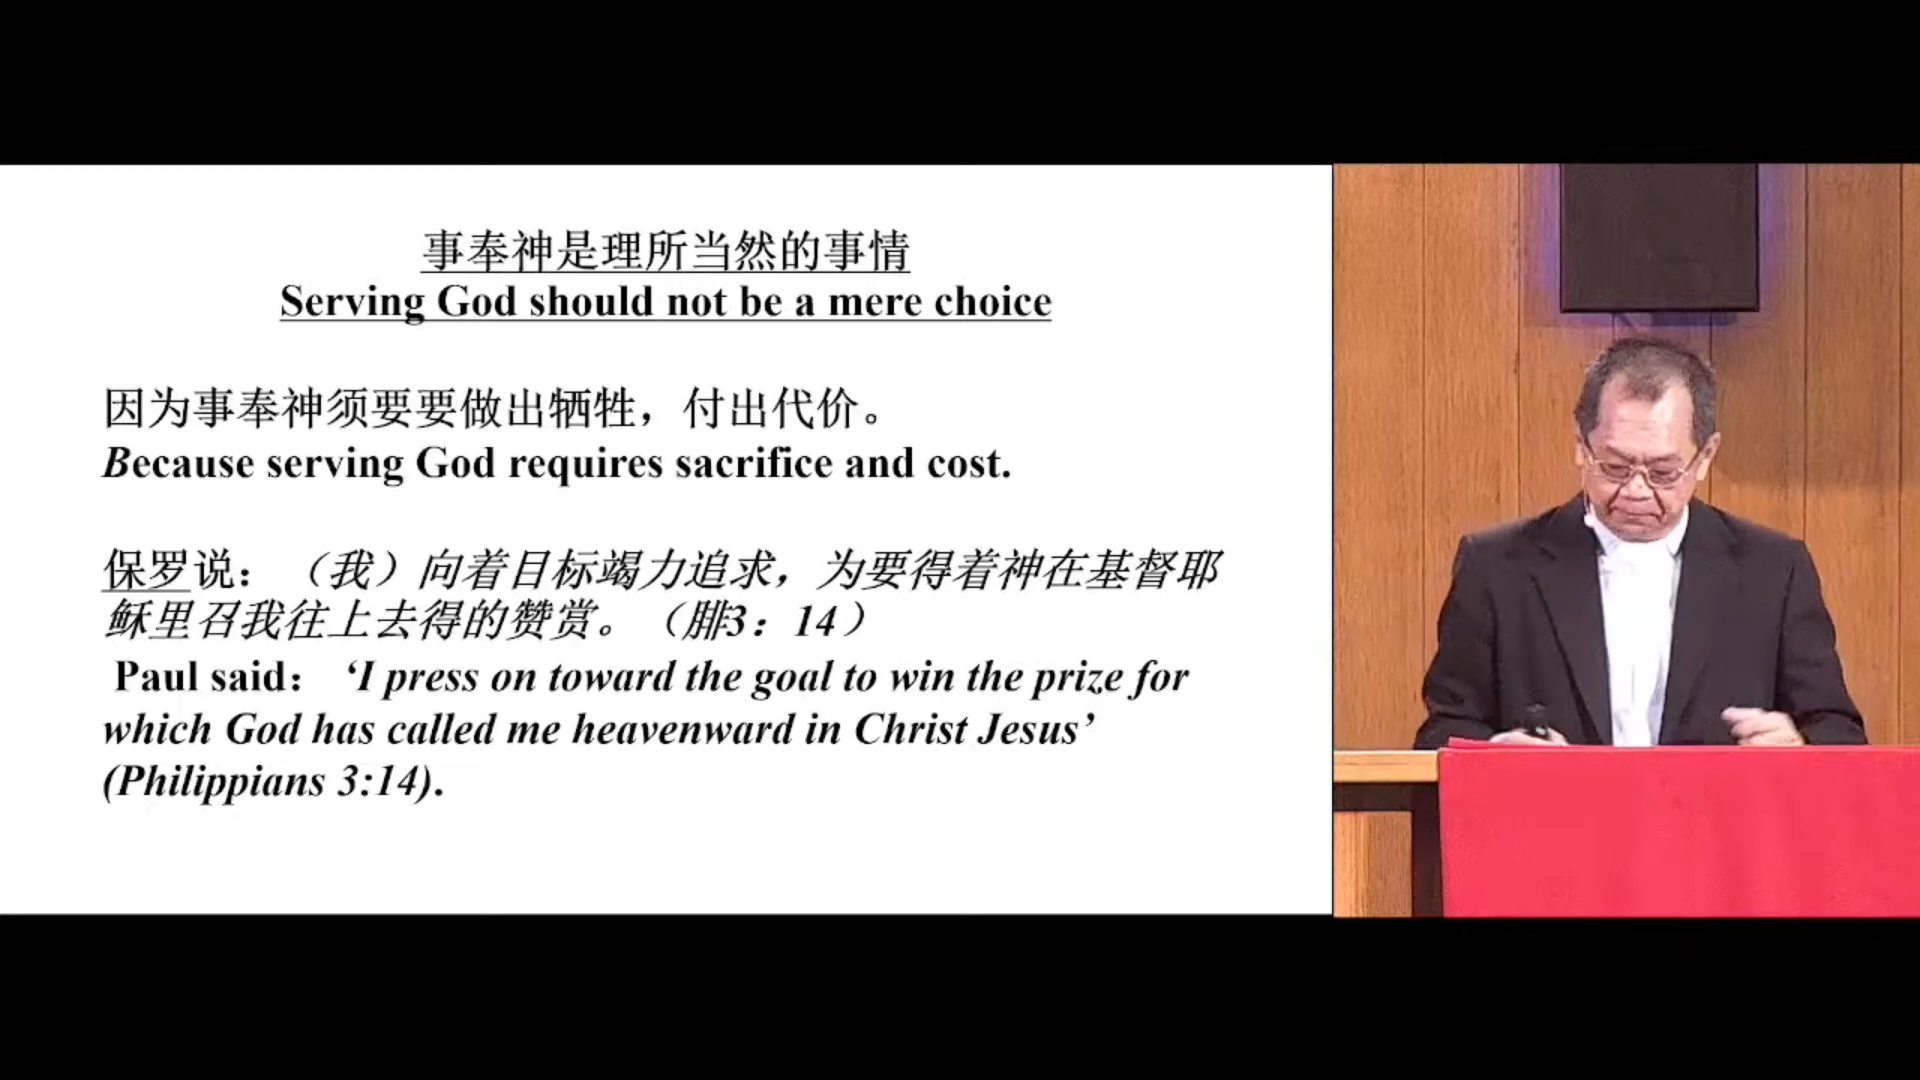 事奉神是理所当然的事情
Serving God should not be a mere choice
因为事奉神须要要做出牺牲，付出代价。
Because serving God requires sacrifice and cost.
保罗说：（我）向着目标竭力追求，为要得着神在基督耶
稣里召我往上去得的赞赏。（腓3：14）
Paul said： ‘I press on toward the goal to win the prize for
which God has called me heavenward in Christ Jesus’
(Philippians 3:14).